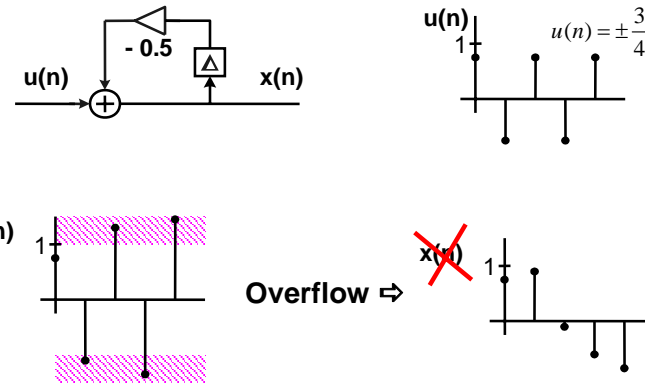 - 0.5
Δ
u(n)
x(n)
+
u(n)
1
u(n) = ± 3/4
n)
1
Overflow ⇨
x(n)
1